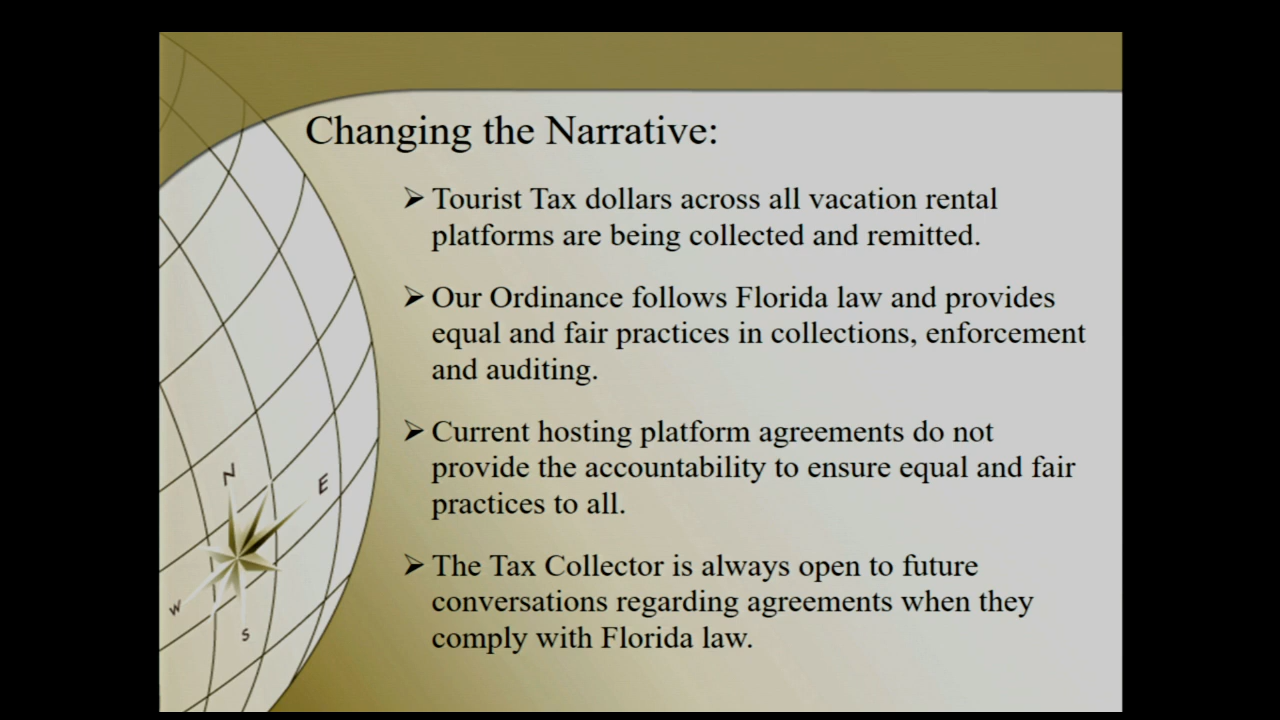 Changing the Narrative:
➢ Tourist Tax dollars across all vacation rental
platforms are being collected and remitted.
➢ Our Ordinance follows Florida law and provides
equal and fair practices in collections, enforcement
and auditing.
➢ Current hosting platform agreements do not
provide the accountability to ensure equal and fair
practices to all.
➢ The Tax Collector is always open to future
conversations regarding agreements when they
comply with Florida law.
N
E
W
S